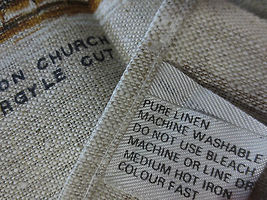 ON CHURCH
RGYLE CUT
PURE LINEN
MACHINE WASHABLE
DO NOT USE BLEACH
MACHINE OR LINE DR
MEDIUM HOT IRON
COLOUR FAST